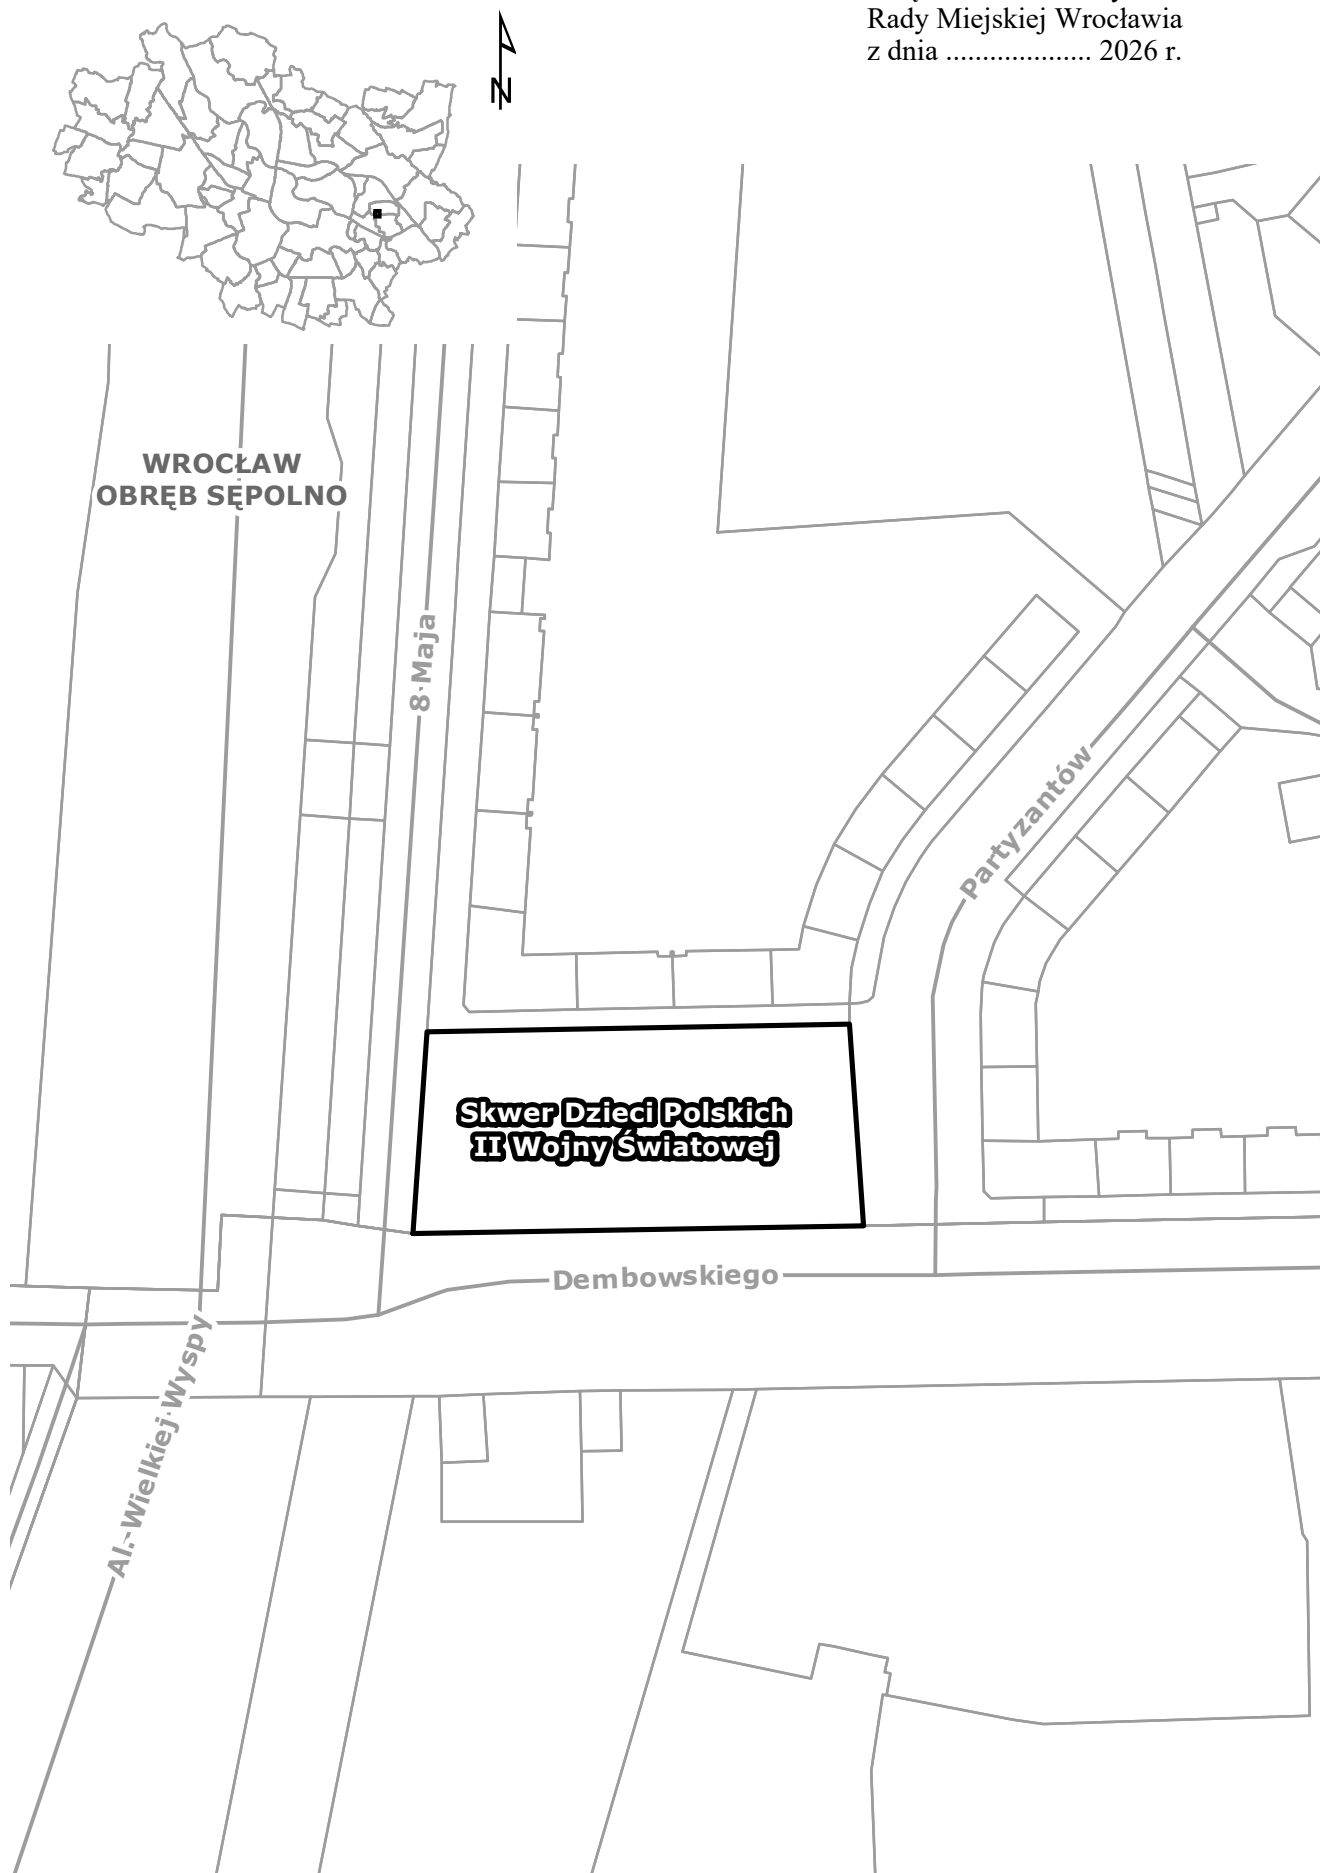 Rady Miejskiej Wrocławia
z dnia .................... 2026 r.
N
WROCŁAW
OBRĘB SĘPOLNO
8 Maja
Partyzantów
Skwer Dzieci Polskich
II Wojny Światowej
Dembowskiego
Al. Wielkiej Wyspy